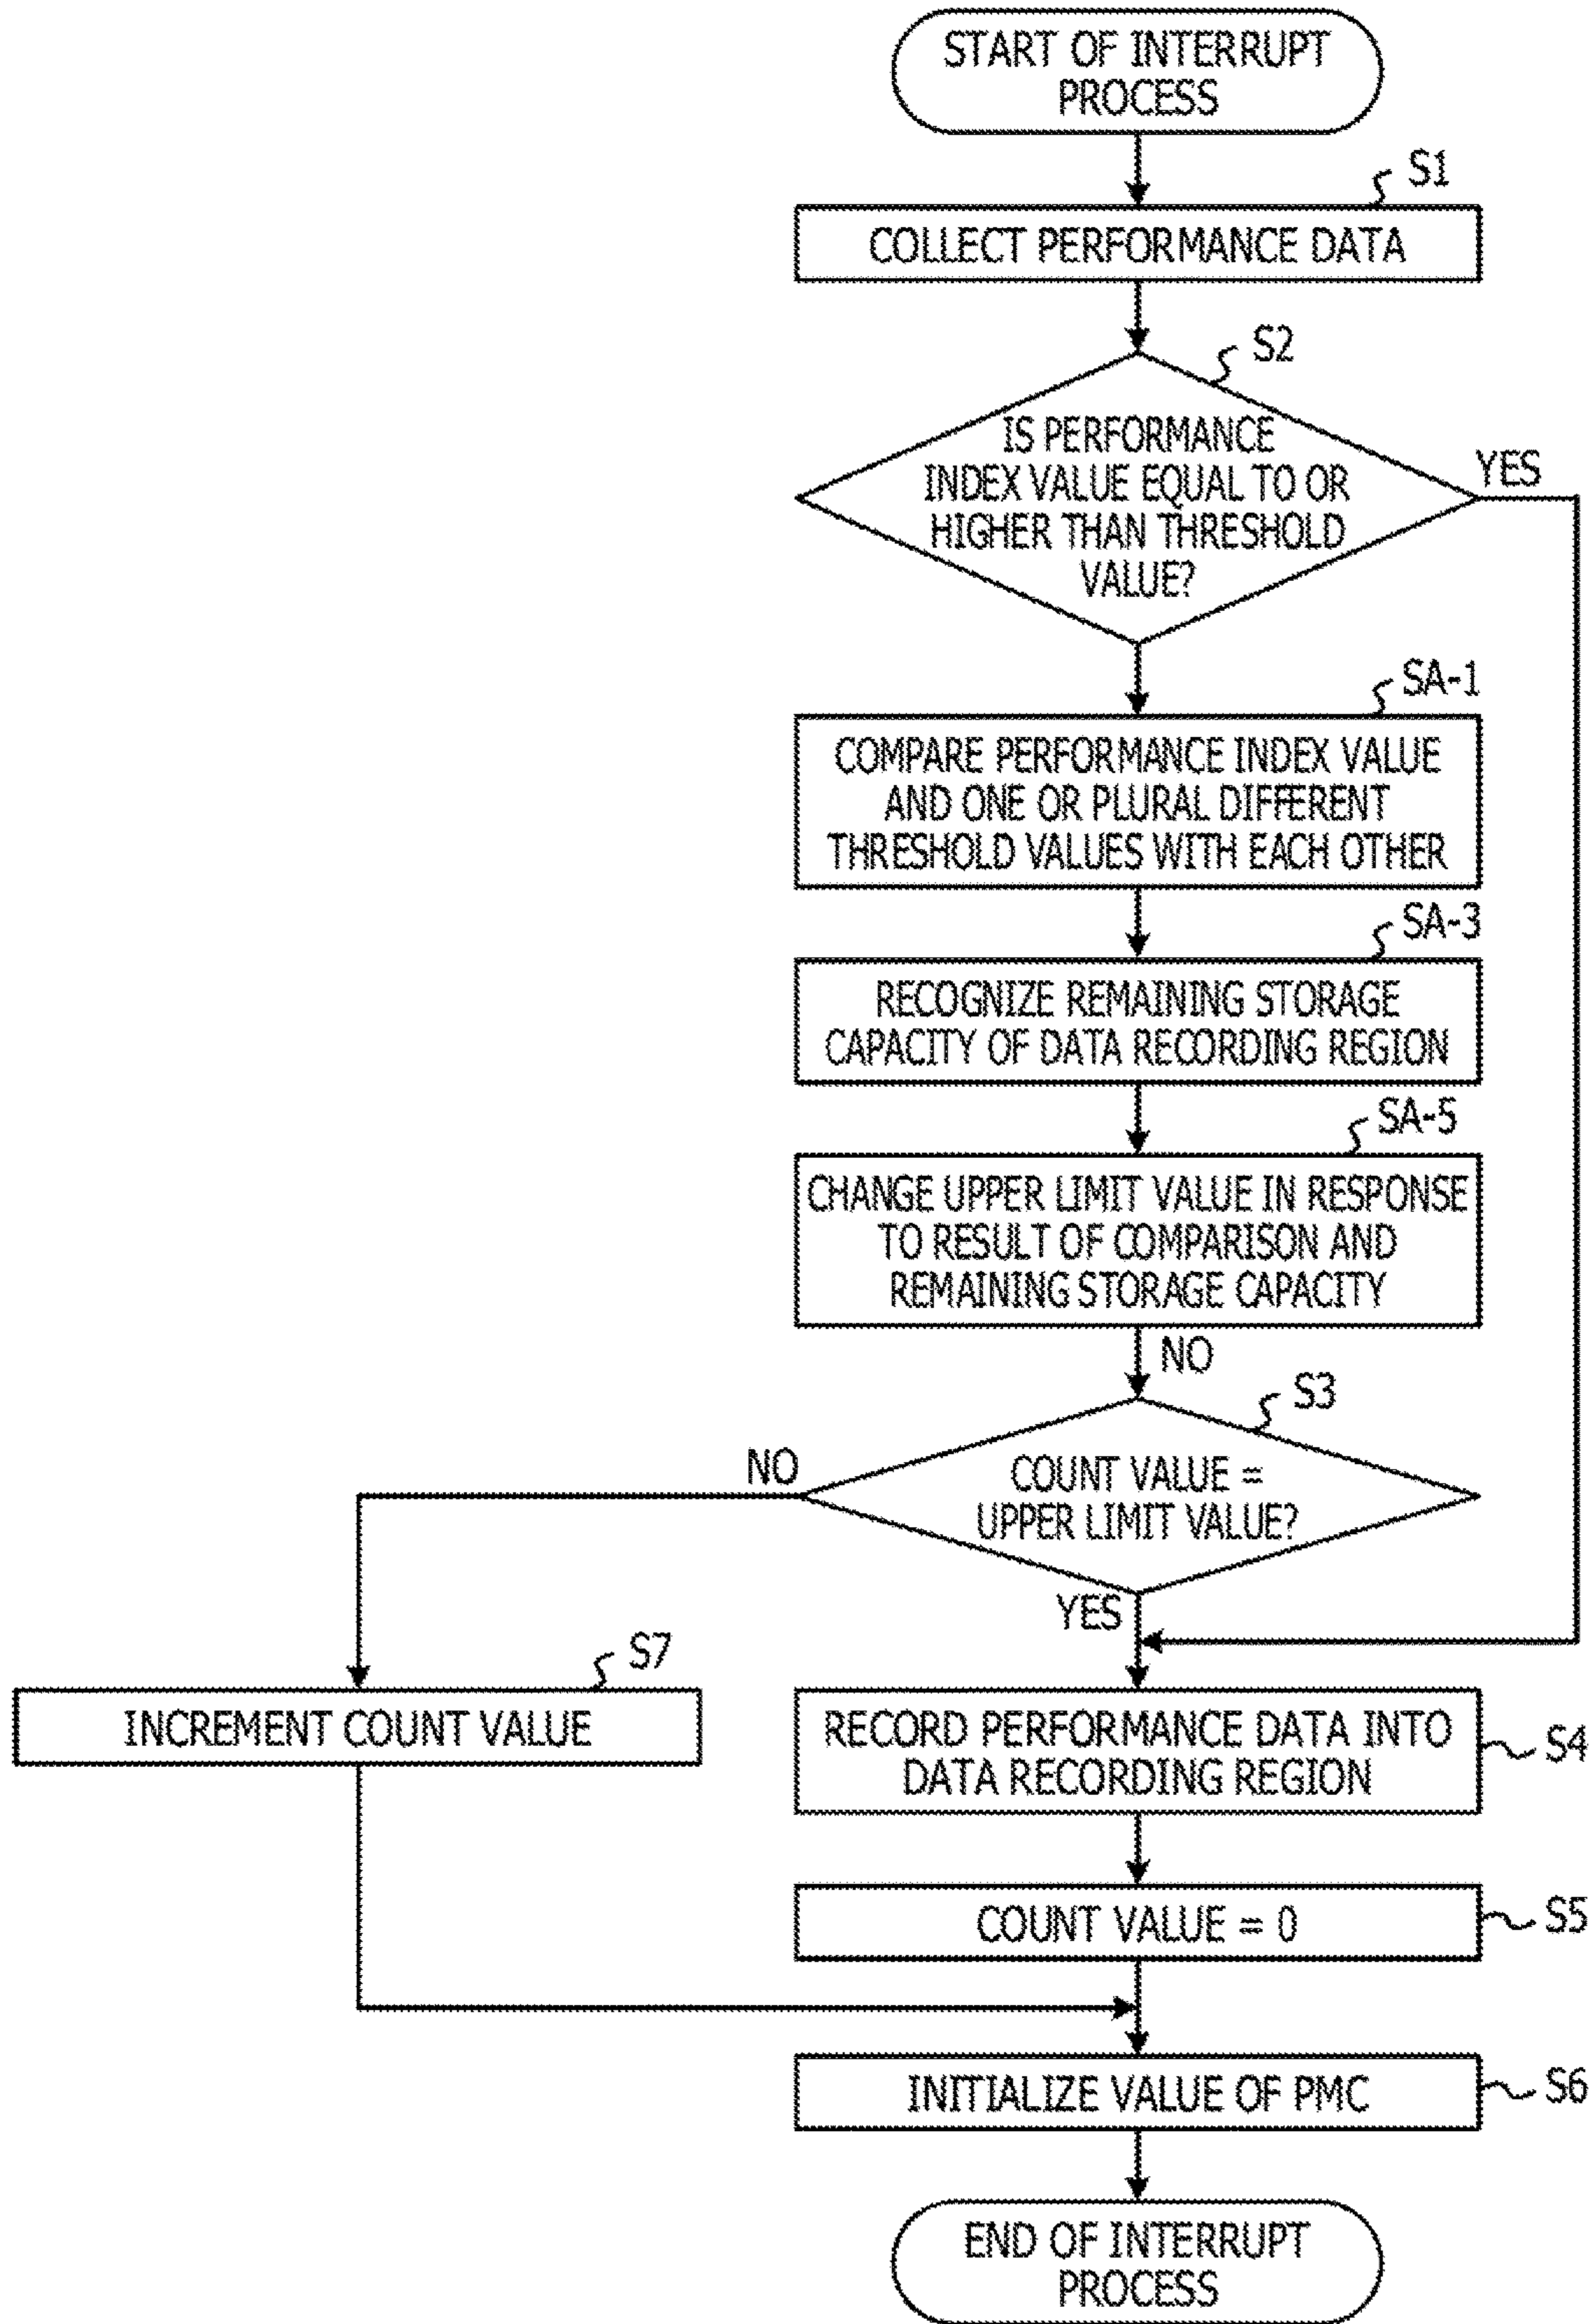 START OF INTERRUPT
PROCESS
S1
COLLECT PERFORMANCE DATA
S2
IS PERFORMANCE
INDEX VALUE EQUAL TO OR
HIGHER THAN THRESHOLD
VALUE?
YES
SA-1
COMPARE PERFORMANCE INDEX VALUE
AND ONE OR PLURAL DIFFERENT
THRESHOLD VALUES WITH EACH OTHER
SA-3
RECOGNIZE REMAINING STORAGE
CAPACITY OF DATA RECORDING REGION
SA-5
CHANGE UPPER LIMIT VALUE IN RESPONSE
TO RESULT OF COMPARISON AND
REMAINING STORAGE CAPACITY
NO
S3
NO
COUNT VALUE =
UPPER LIMIT VALUE?
YES
S7
INCREMENT COUNT VALUE
RECORD PERFORMANCE DATA INTO
DATA RECORDING REGION
S4
COUNT VALUE = 0
S5
INITIALIZE VALUE OF PMC
S6
END OF INTERRUPT
PROCESS